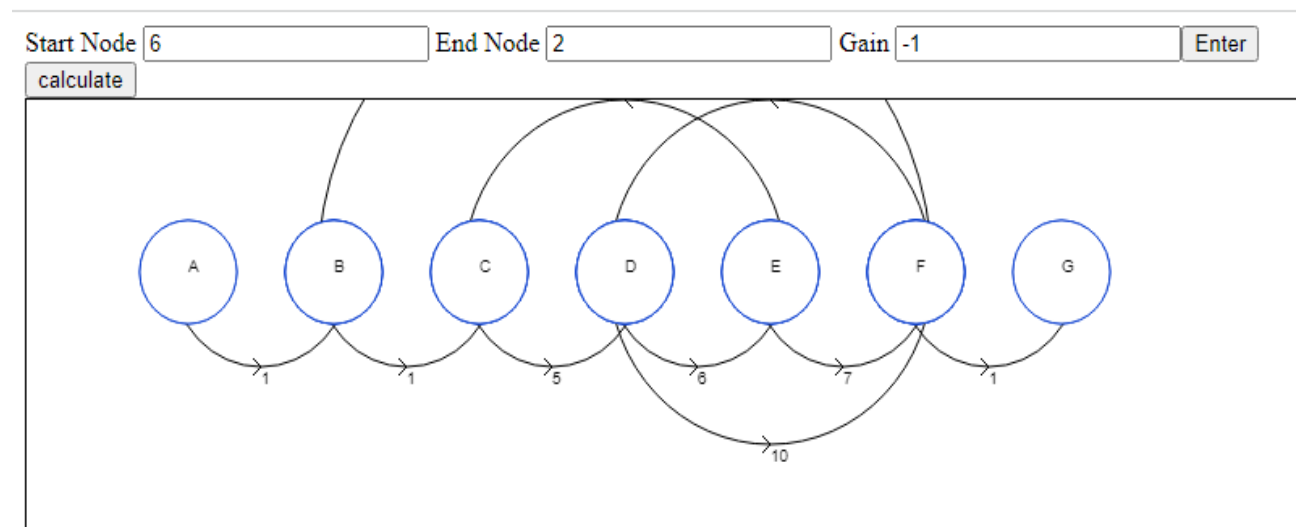 Start Node 6 End Node 2 Gain -1 Enter
calculate
A B C D E F G
1 1 5 6 7 1
10